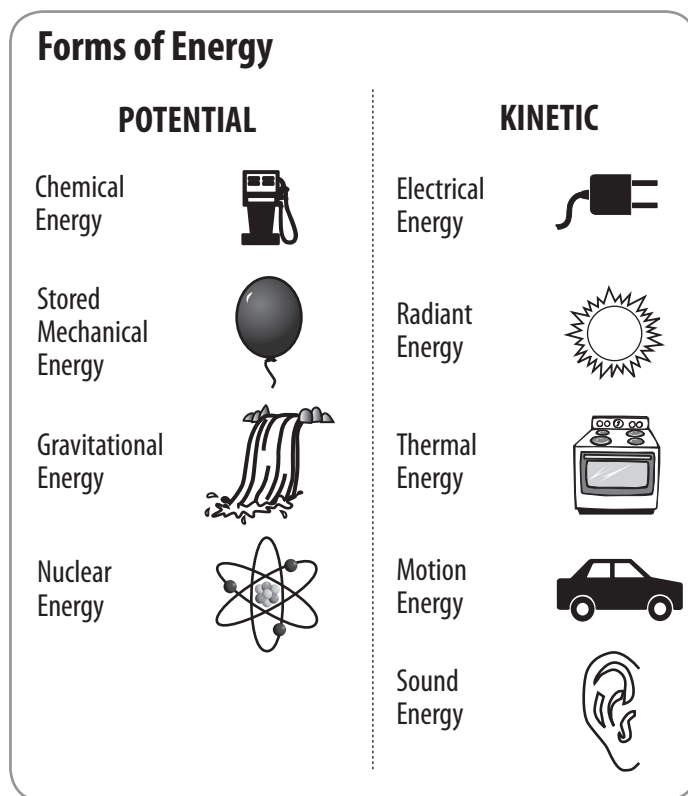 Forms of Energy
POTENTIAL
Chemical
Energy
Stored
Mechanical
Energy
Gravitational
Energy
Nuclear
Energy
KINETIC
Electrical
Energy
Radiant
Energy
Thermal
Energy
Motion
Energy
Sound
Energy